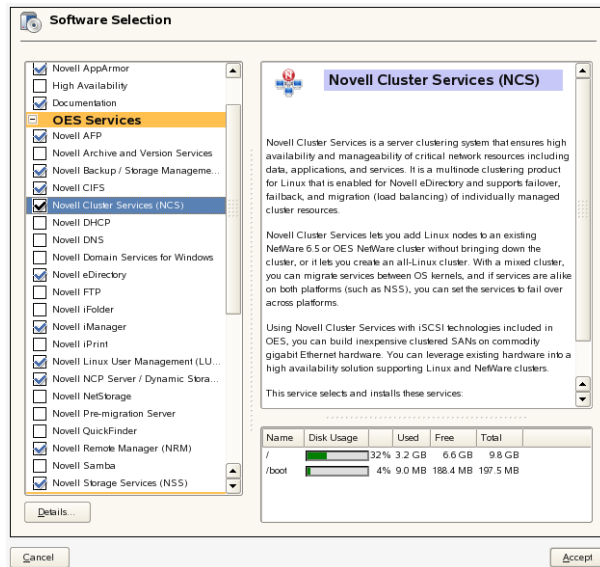 Software Selection
Novell AppArmor
High Availability
Documentation
OES Services
Novell AFP
Novell Archive and Version Services
Novell Backup / Storage Manageme...
Novell CIFS
Novell Cluster Services (NCS)
Novell DHCP
Novell DNS
Novell Domain Services for Windows
Novell eDirectory
Novell FTP
Novell iFolder
Novell iManager
Novell iPrint
Novell Linux User Management (LU...
Novell NCP Server / Dynamic Stora...
Novell NetStorage
Novell Pre-migration Server
Novell QuickFinder
Novell Remote Manager (NRM)
Novell Samba
Novell Storage Services (NSS)
Details...
N
Novell Cluster Services (NCS)
Novell Cluster Services is a server clustering system that ensures high
availability and manageability of critical network resources including
data, applications, and services. It is a multinode clustering product
for Linux that is enabled for Novell eDirectory and supports failover,
failback, and migration (load balancing) of individually managed
cluster resources.
Novell Cluster Services lets you add Linux nodes to an existing
NetWare 6.5 or OES NetWare cluster without bringing down the
cluster, or it lets you create an all-Linux cluster. With a mixed cluster,
you can migrate services between OS kernels, and if services are alike
on both platforms (such as NSS), you can set the services to fail over
across platforms.
Using Novell Cluster Services with iSCSI technologies included in
OES, you can build inexpensive clustered SANs on commodity
gigabit Ethernet hardware. You can leverage existing hardware into a
high availability solution supporting Linux and NetWare clusters.
This service selects and installs these services:
Name Disk Usage Used Free Total
/ 32% 3.2 GB 6.6 GB 9.8 GB
/boot 4% 9.0 MB 188.4 MB 197.5 MB
Cancel
Accept